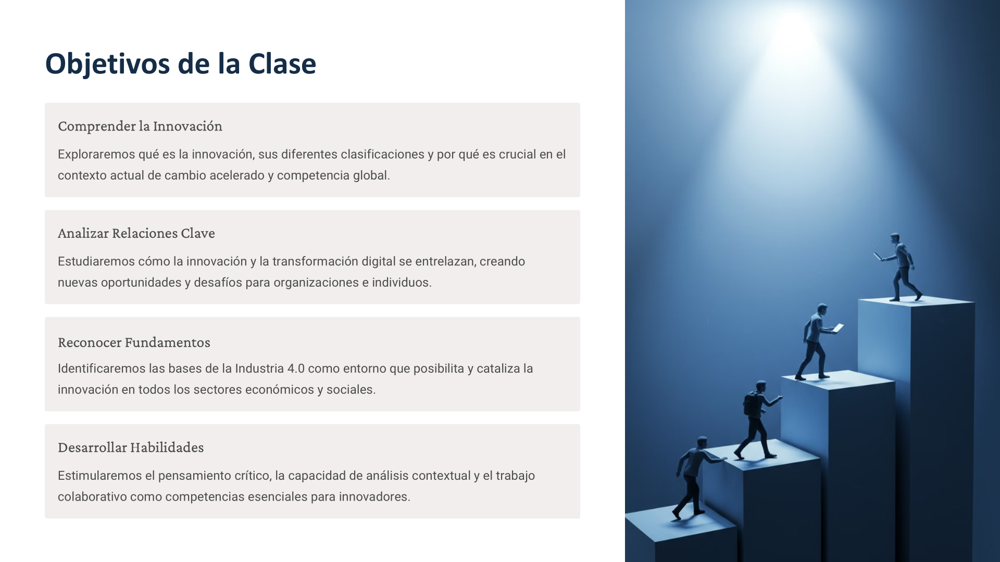 Objetivos de la Clase
Comprender la Innovación
Exploraremos qué es la innovación, sus diferentes clasificaciones y por qué es crucial en el
contexto actual de cambio acelerado y competencia global.
Analizar Relaciones Clave
Estudiaremos cómo la innovación y la transformación digital se entrelazan, creando
nuevas oportunidades y desafíos para organizaciones e individuos.
Reconocer Fundamentos
Identificaremos las bases de la Industria 4.0 como entorno que posibilita y cataliza la
innovación en todos los sectores económicos y sociales.
Desarrollar Habilidades
Estimularemos el pensamiento crítico, la capacidad de análisis contextual y el trabajo
colaborativo como competencias esenciales para innovadores.